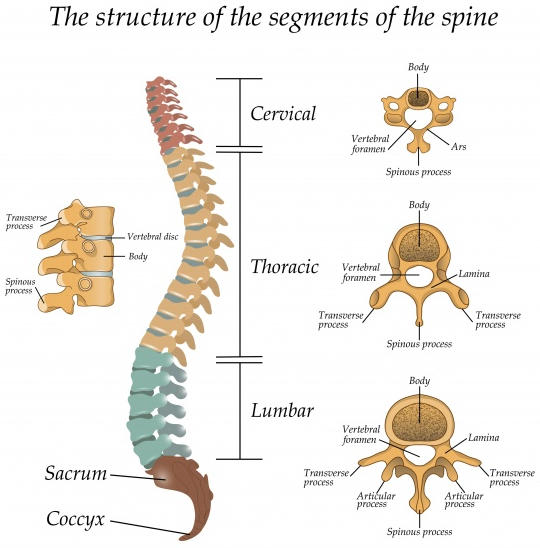 The structure of the segments of the spine
Cervical
Thoracic
Lumbar
Sacrum
Coccyx
Transverse
process
Vertebral disc
Body
Spinous
process
Body
Vertebral
foramen
Ars
Spinous process
Body
Vertebral
foramen
Lamina
Transverse
process
Transverse
process
Spinous process
Body
Vertebral
foramen
Lamina
Transverse
process
Transverse
process
Articular
process
Articular
process
Spinous process